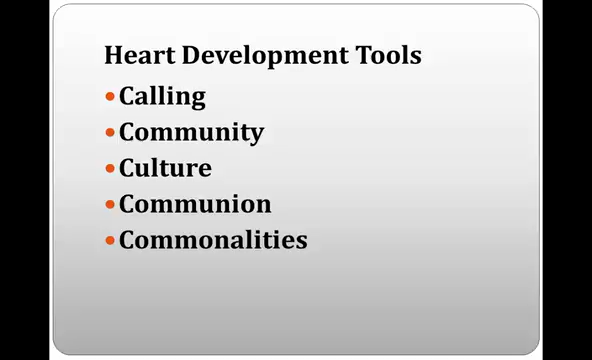 Heart Development Tools
• Calling
• Community
• Culture
• Communion
• Commonalities